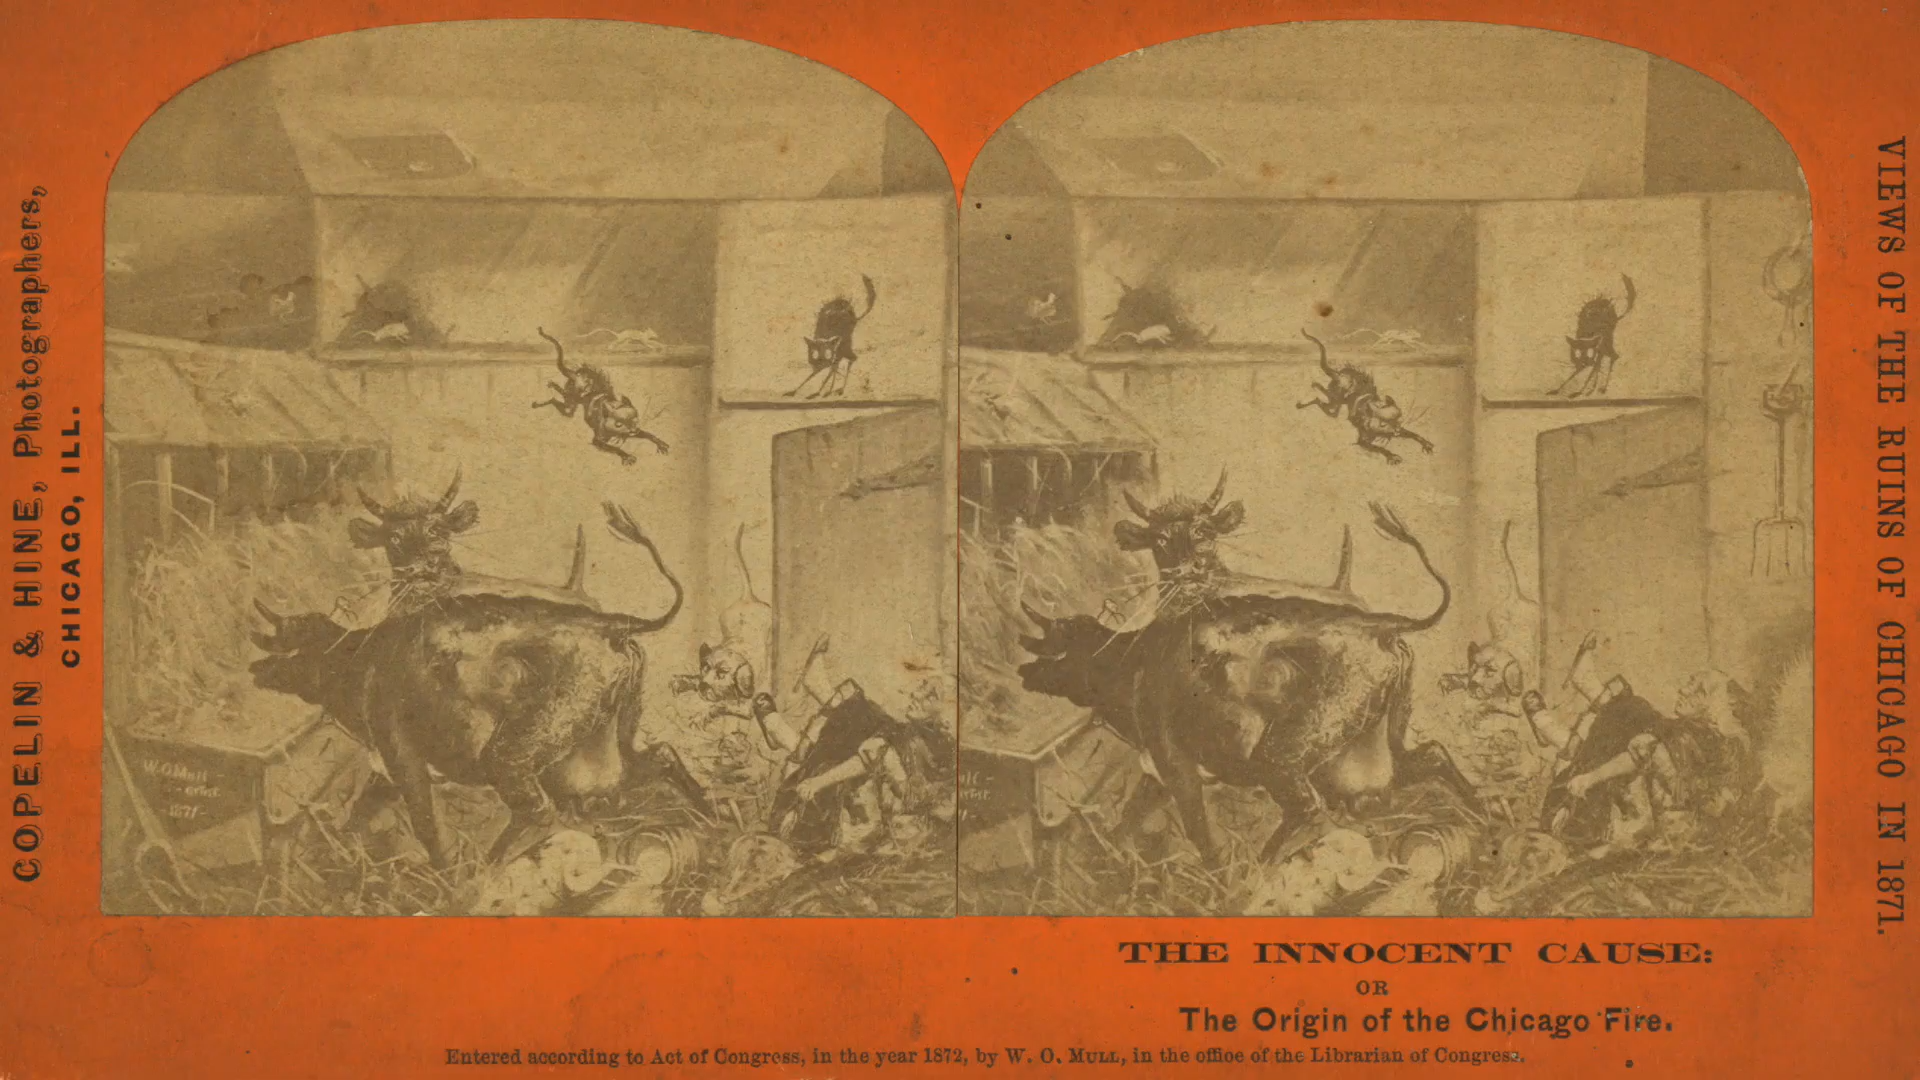 COPELIN & HINE, Photographers,
CHICAGO, ILL.
W. O. Mull -
- artist
- 1871 -
VIEWS OF THE RUINS OF CHICAGO IN 1871.
THE INNOCENT CAUSE:
OR
The Origin of the Chicago Fire.
Entered according to Act of Congress, in the year 1872, by W. O. MULL, in the office of the Librarian of Congress.